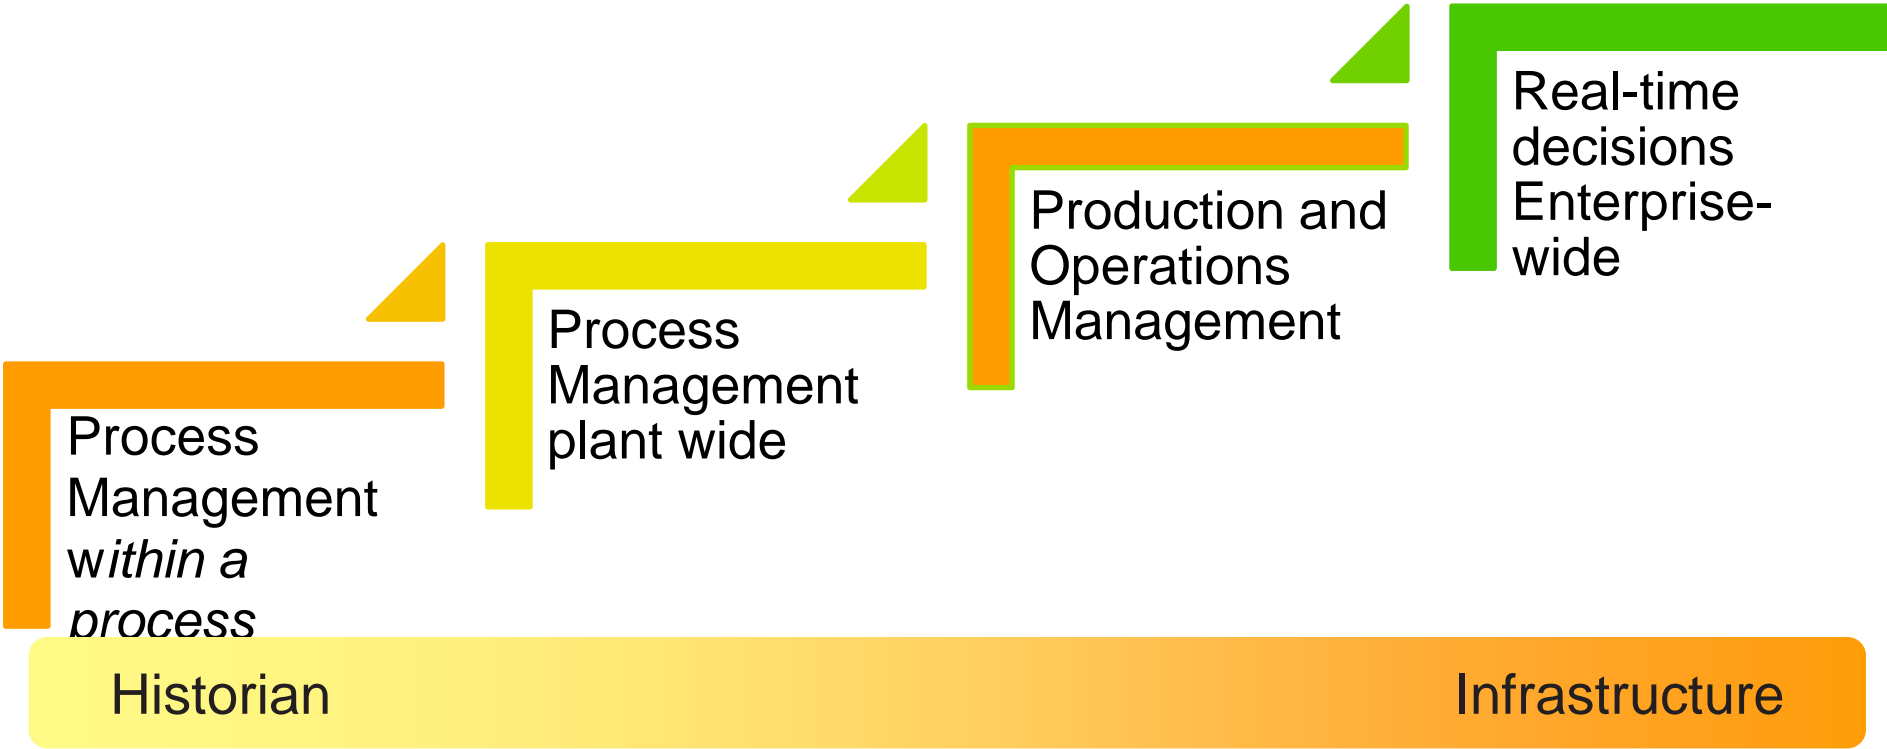 Process
Management
within a
process
Process
Management
plant wide
Production and
Operations
Management
Real-time
decisions
Enterprise-
wide
Historian
Infrastructure